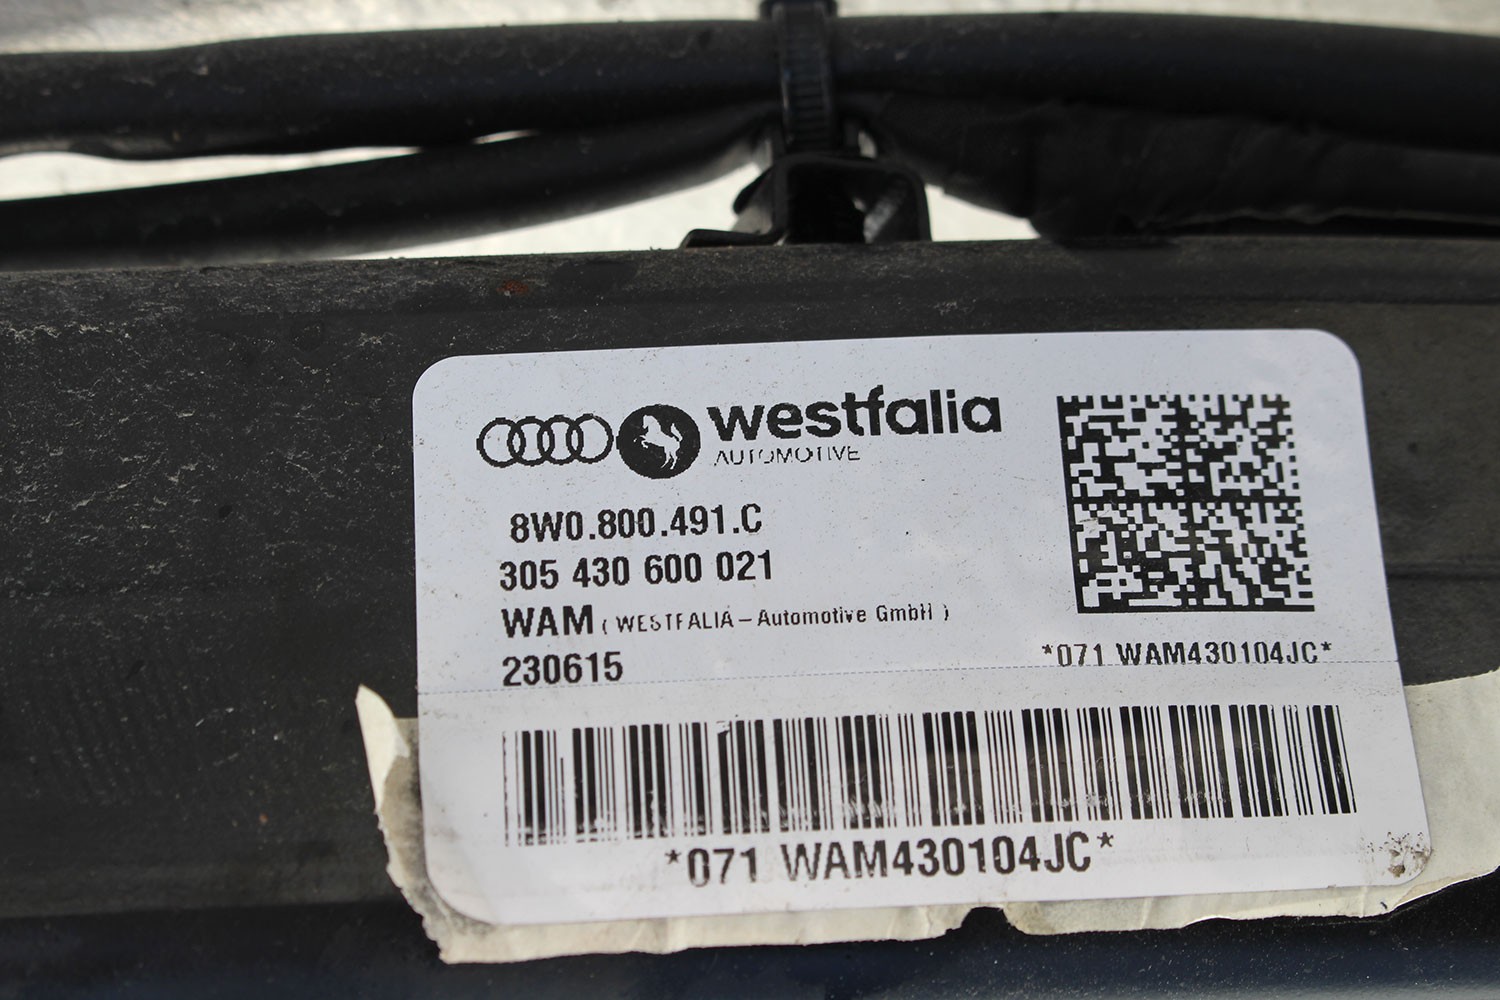 westfalia
AUTOMOTIVE
8W0.800.491.C
305 430 600 021
WAM ( WESTFALIA – Automotive GmbH )
230615
*071 WAM430104JC*
*071 WAM430104JC*